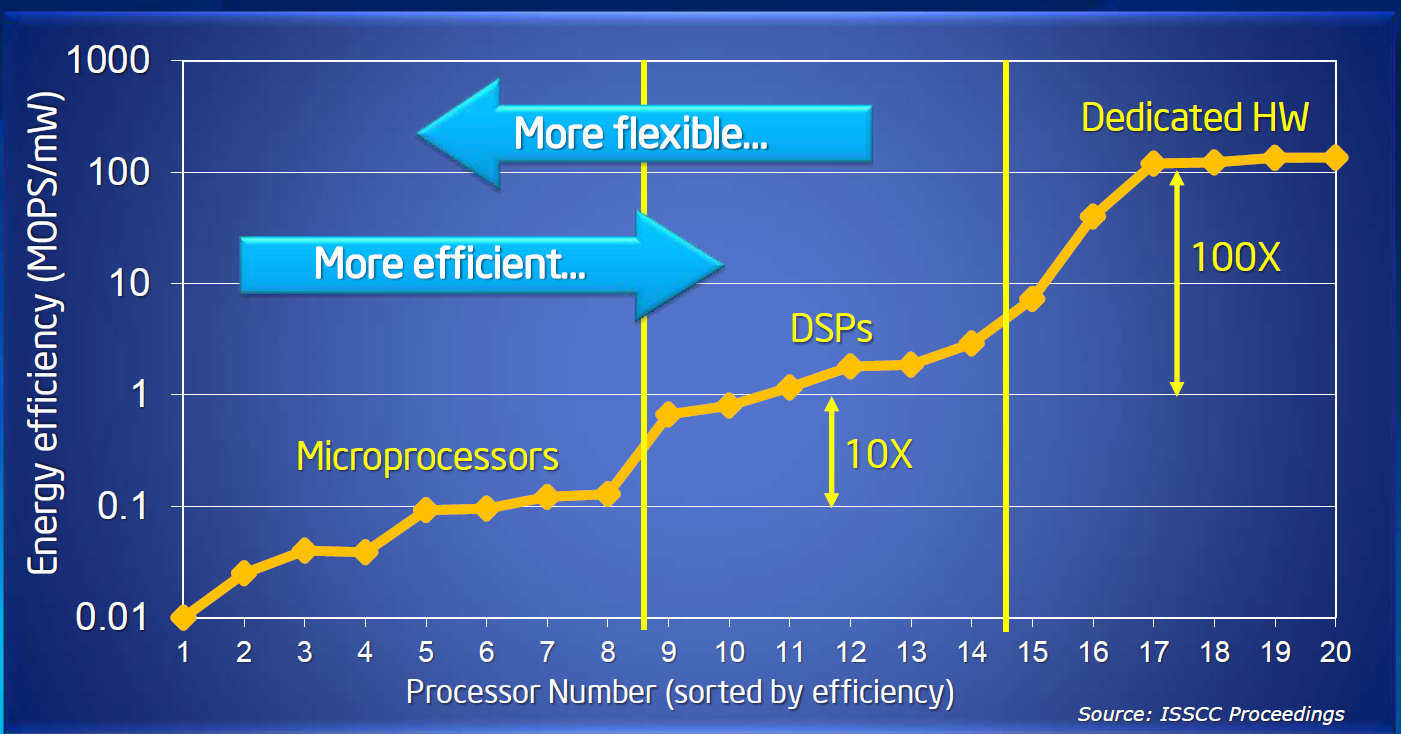 1000
100
10
1
0.1
0.01
Energy efficiency (MOPS/mW)
More flexible...
More efficient...
Dedicated HW
100X
DSPs
10X
Microprocessors
1 2 3 4 5 6 7 8 9 10 11 12 13 14 15 16 17 18 19 20
Processor Number (sorted by efficiency)
Source: ISSCC Proceedings